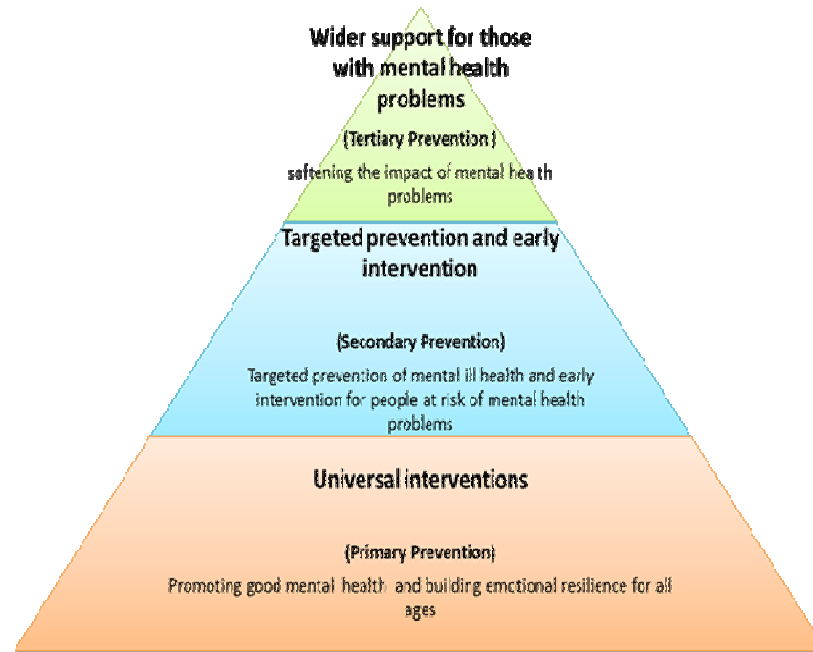 Wider support for those
with mental health
problems
(Tertiary Prevention)
softening the impact of mental health
problems
Targeted prevention and early
intervention
(Secondary Prevention)
Targeted prevention of mental ill health and early
intervention for people at risk of mental health
problems
Universal interventions
(Primary Prevention)
Promoting good mental health and building emotional resilience for all
ages